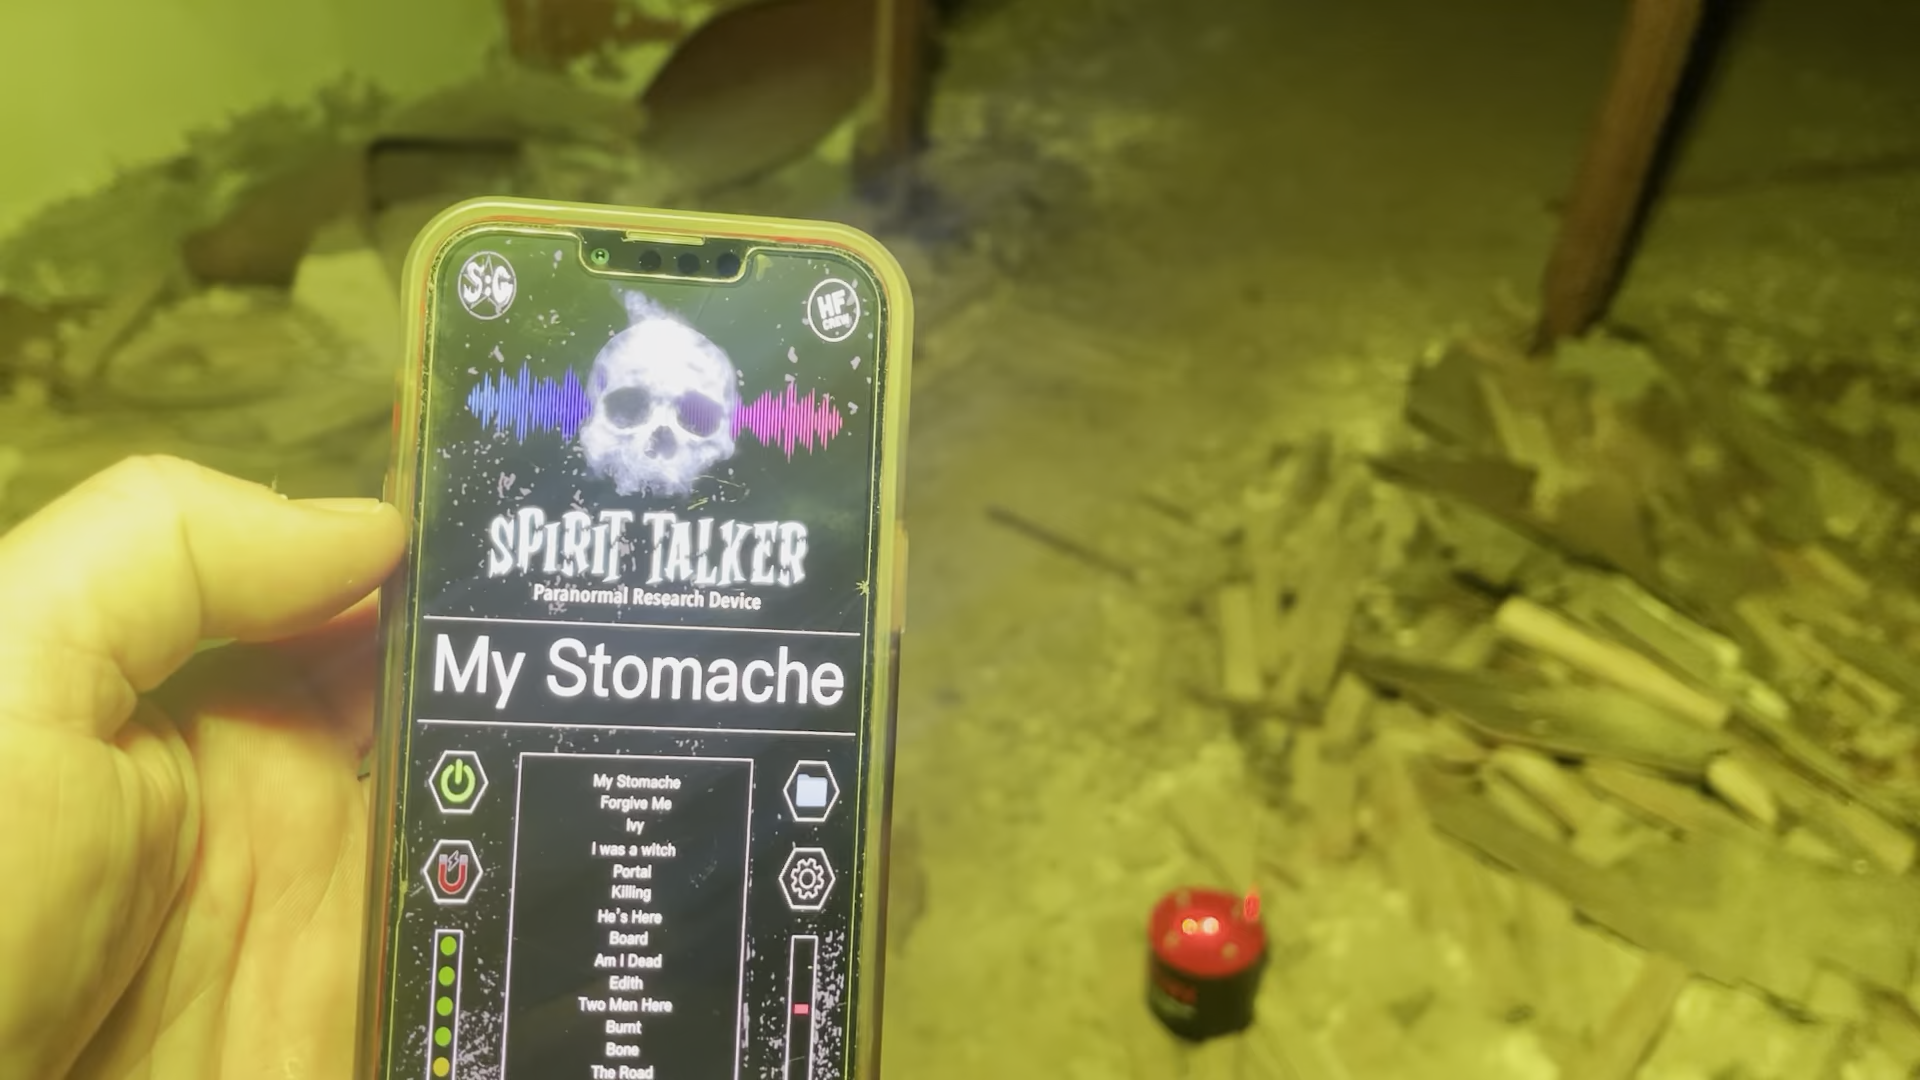 S:G
HF
CREW
SPIRIT TALKER
Paranormal Research Device
My Stomache
My Stomache
Forgive Me
Ivy
I was a witch
Portal
Killing
He's Here
Board
Am I Dead
Edith
Two Men Here
Burnt
Bone
The Road